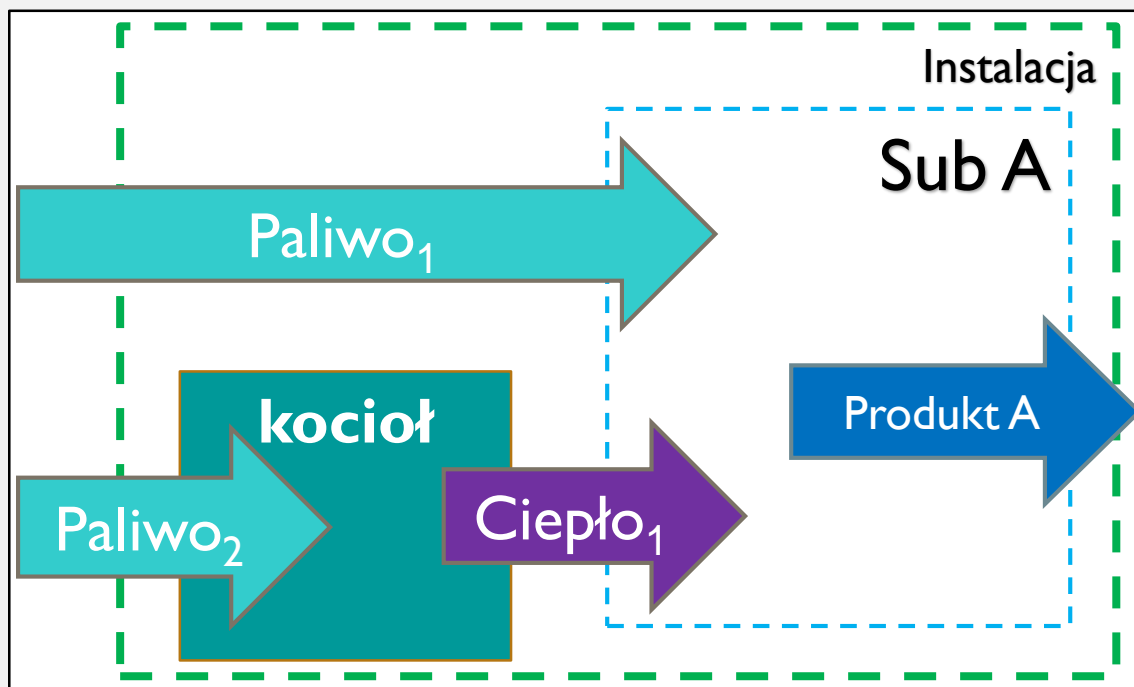 Instalacja
Sub A
Paliwo₁
Produkt A
kocioł
Paliwo₂
Ciepło₁